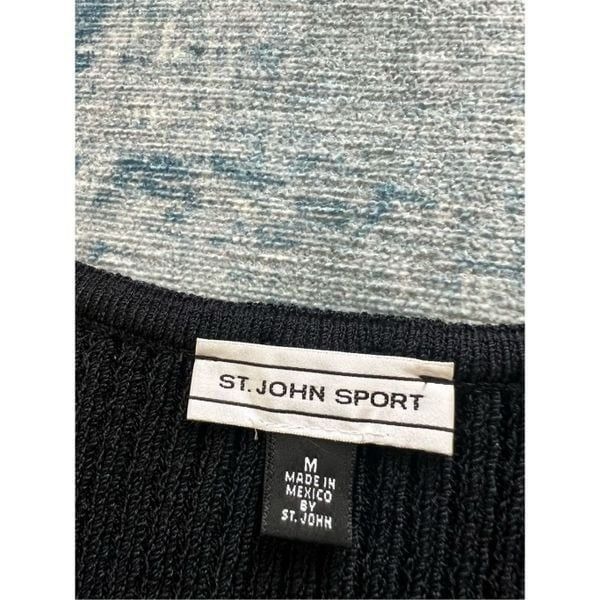 ST. JOHN SPORT
M
MADE IN
MEXICO
BY
ST. JOHN